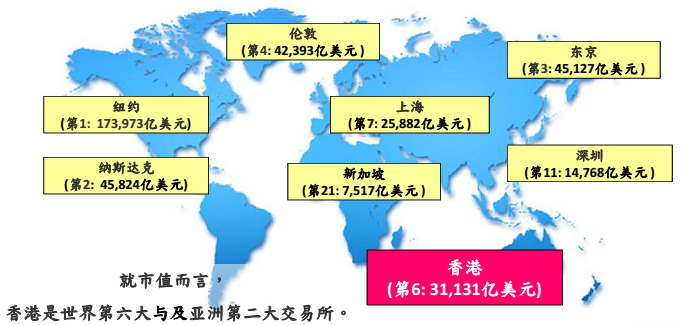 伦敦
(第4: 42,393亿美元)
东京
(第3: 45,127亿美元)
纽约
(第1: 173,973亿美元)
上海
(第7: 25,882亿美元)
纳斯达克
(第2: 45,824亿美元)
新加坡
(第21: 7,517亿美元)
深圳
(第11: 14,768亿美元)
香港
(第6: 31,131亿美元)
就市值而言，
香港是世界第六大与及亚洲第二大交易所。